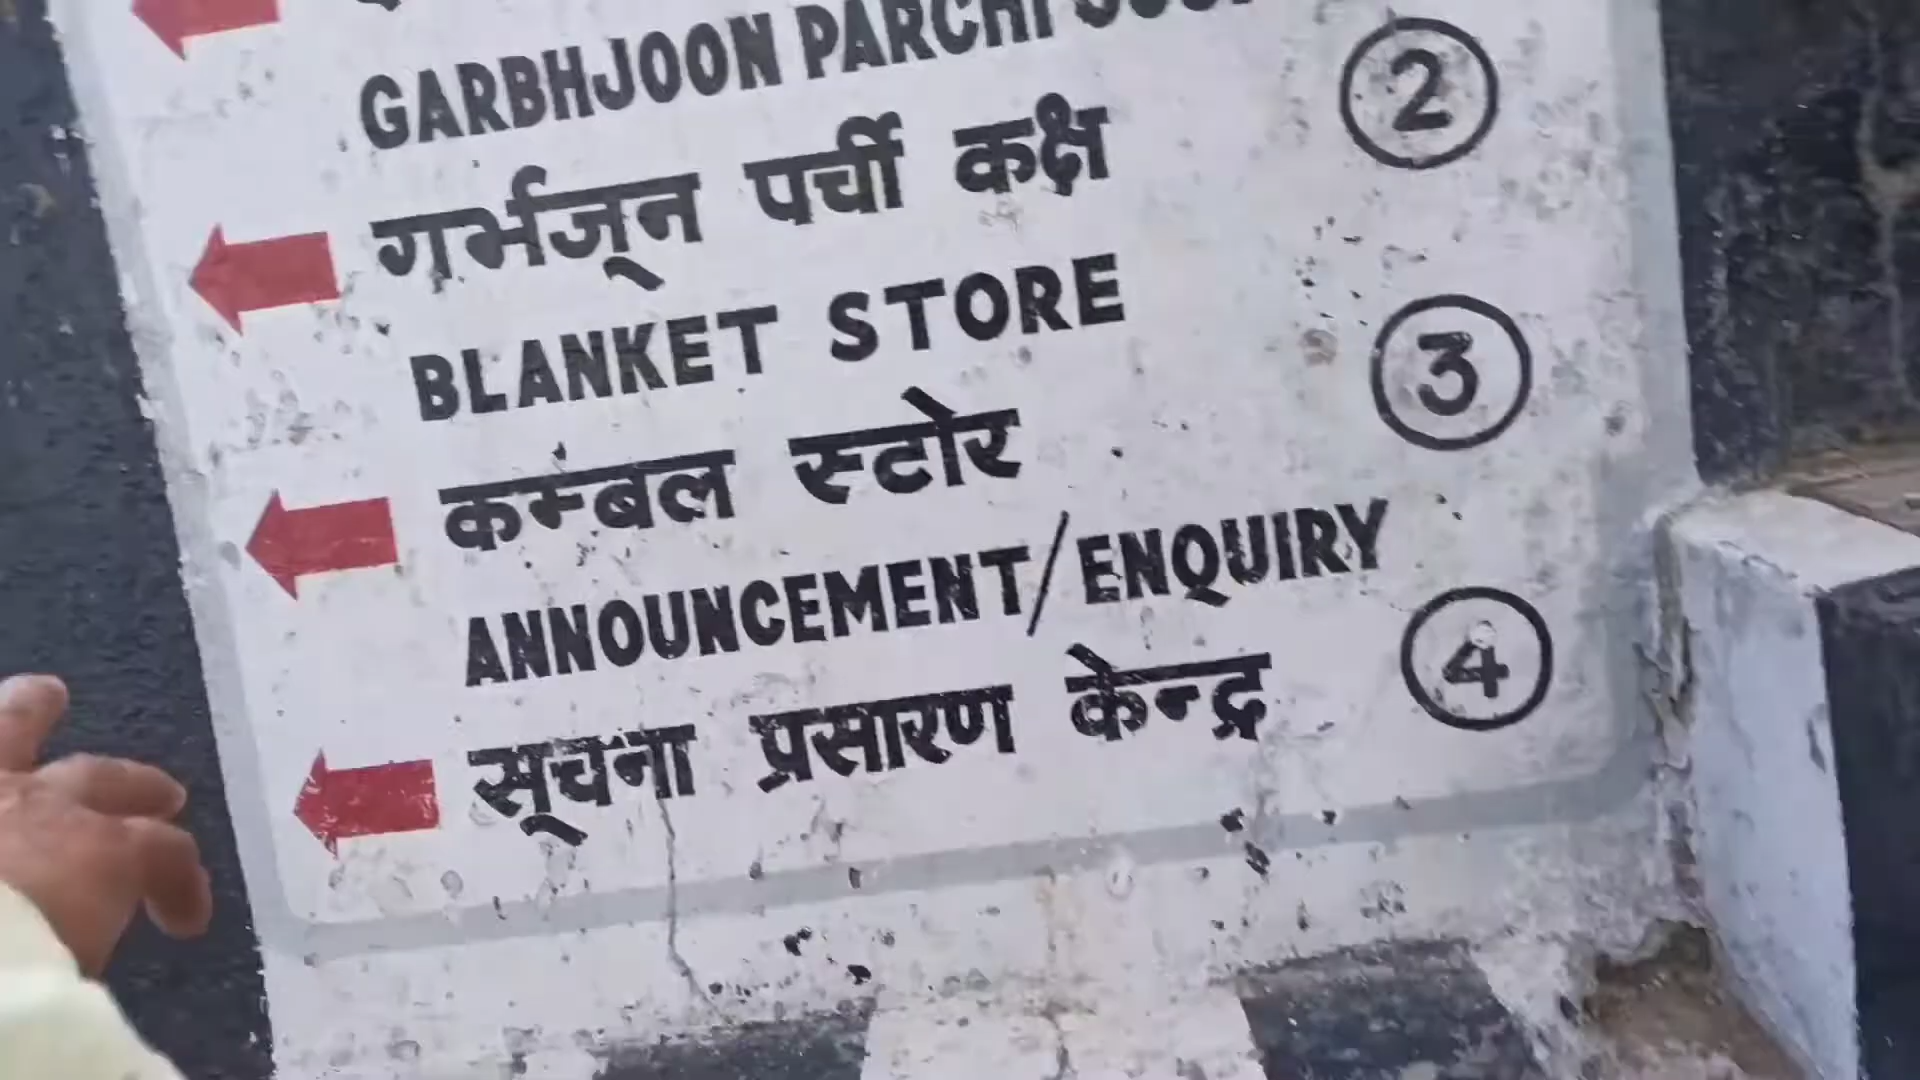 GARBHJOON PARCHI
2
गर्भजून पर्ची कक्ष
BLANKET STORE
3
कम्बल स्टोर
ANNOUNCEMENT/ENQUIRY
4
सूचना प्रसारण केन्द्र